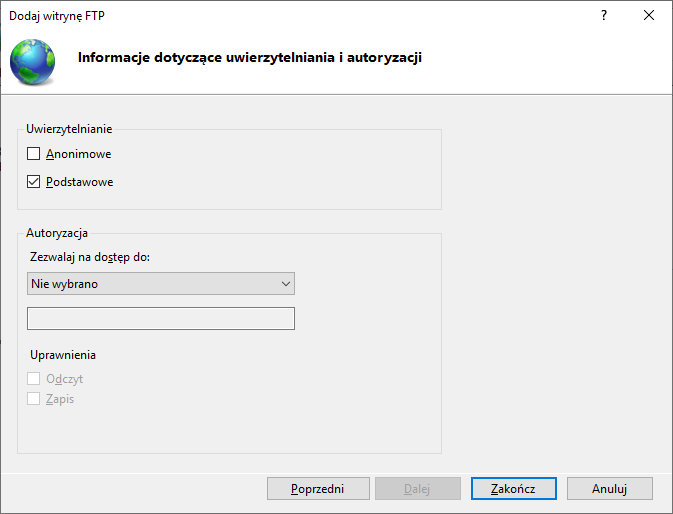 Dodaj witrynę FTP
?
Informacje dotyczące uwierzytelniania i autoryzacji
Uwierzytelnianie
Anonimowe
Podstawowe
Autoryzacja
Zezwalaj na dostęp do:
Nie wybrano
Uprawnienia
Odczyt
Zapis
Poprzedni Dalej Zakończ Anuluj